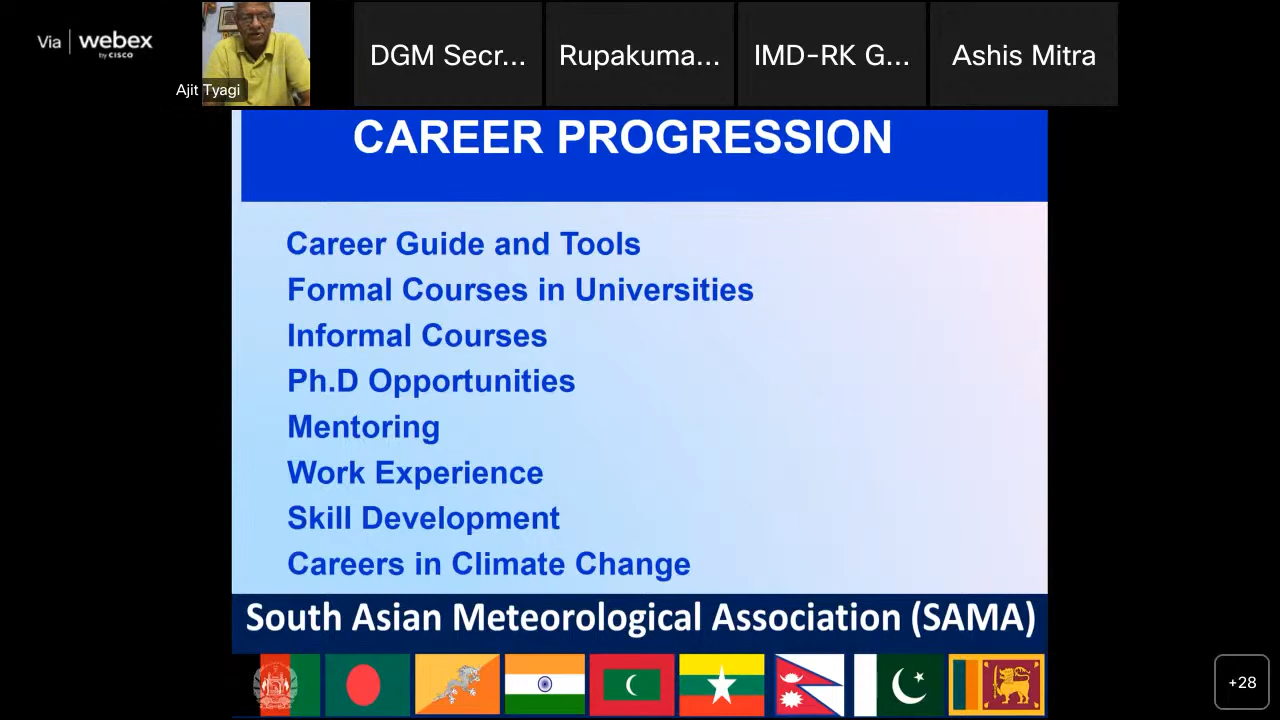 Via webex
by CISCO
Ajit Tyagi
DGM Secr...
Rupakuma...
IMD-RK G...
Ashis Mitra
CAREER PROGRESSION
Career Guide and Tools
Formal Courses in Universities
Informal Courses
Ph.D Opportunities
Mentoring
Work Experience
Skill Development
Careers in Climate Change
South Asian Meteorological Association (SAMA)
+28